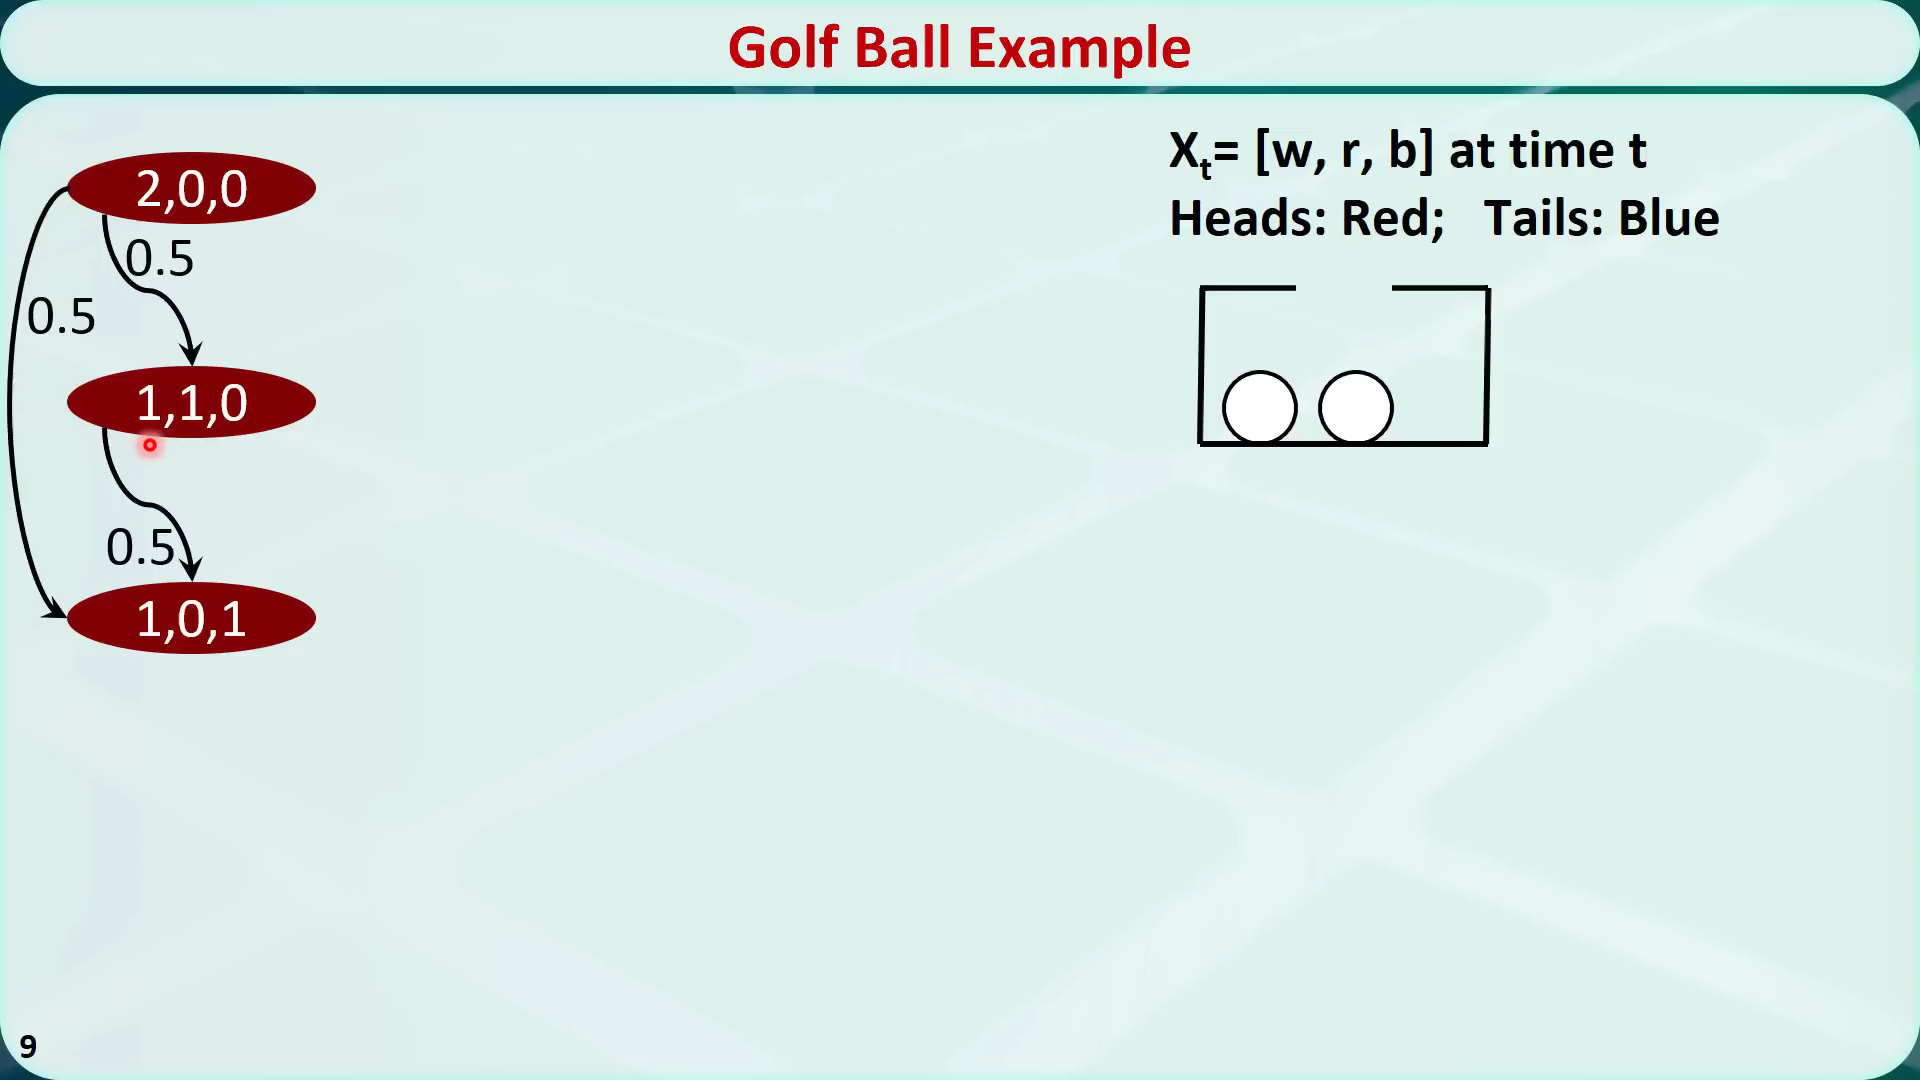 Golf Ball Example
X_t= [w, r, b] at time t
Heads: Red; Tails: Blue
2,0,0
0.5
0.5
1,1,0
0.5
1,0,1
9